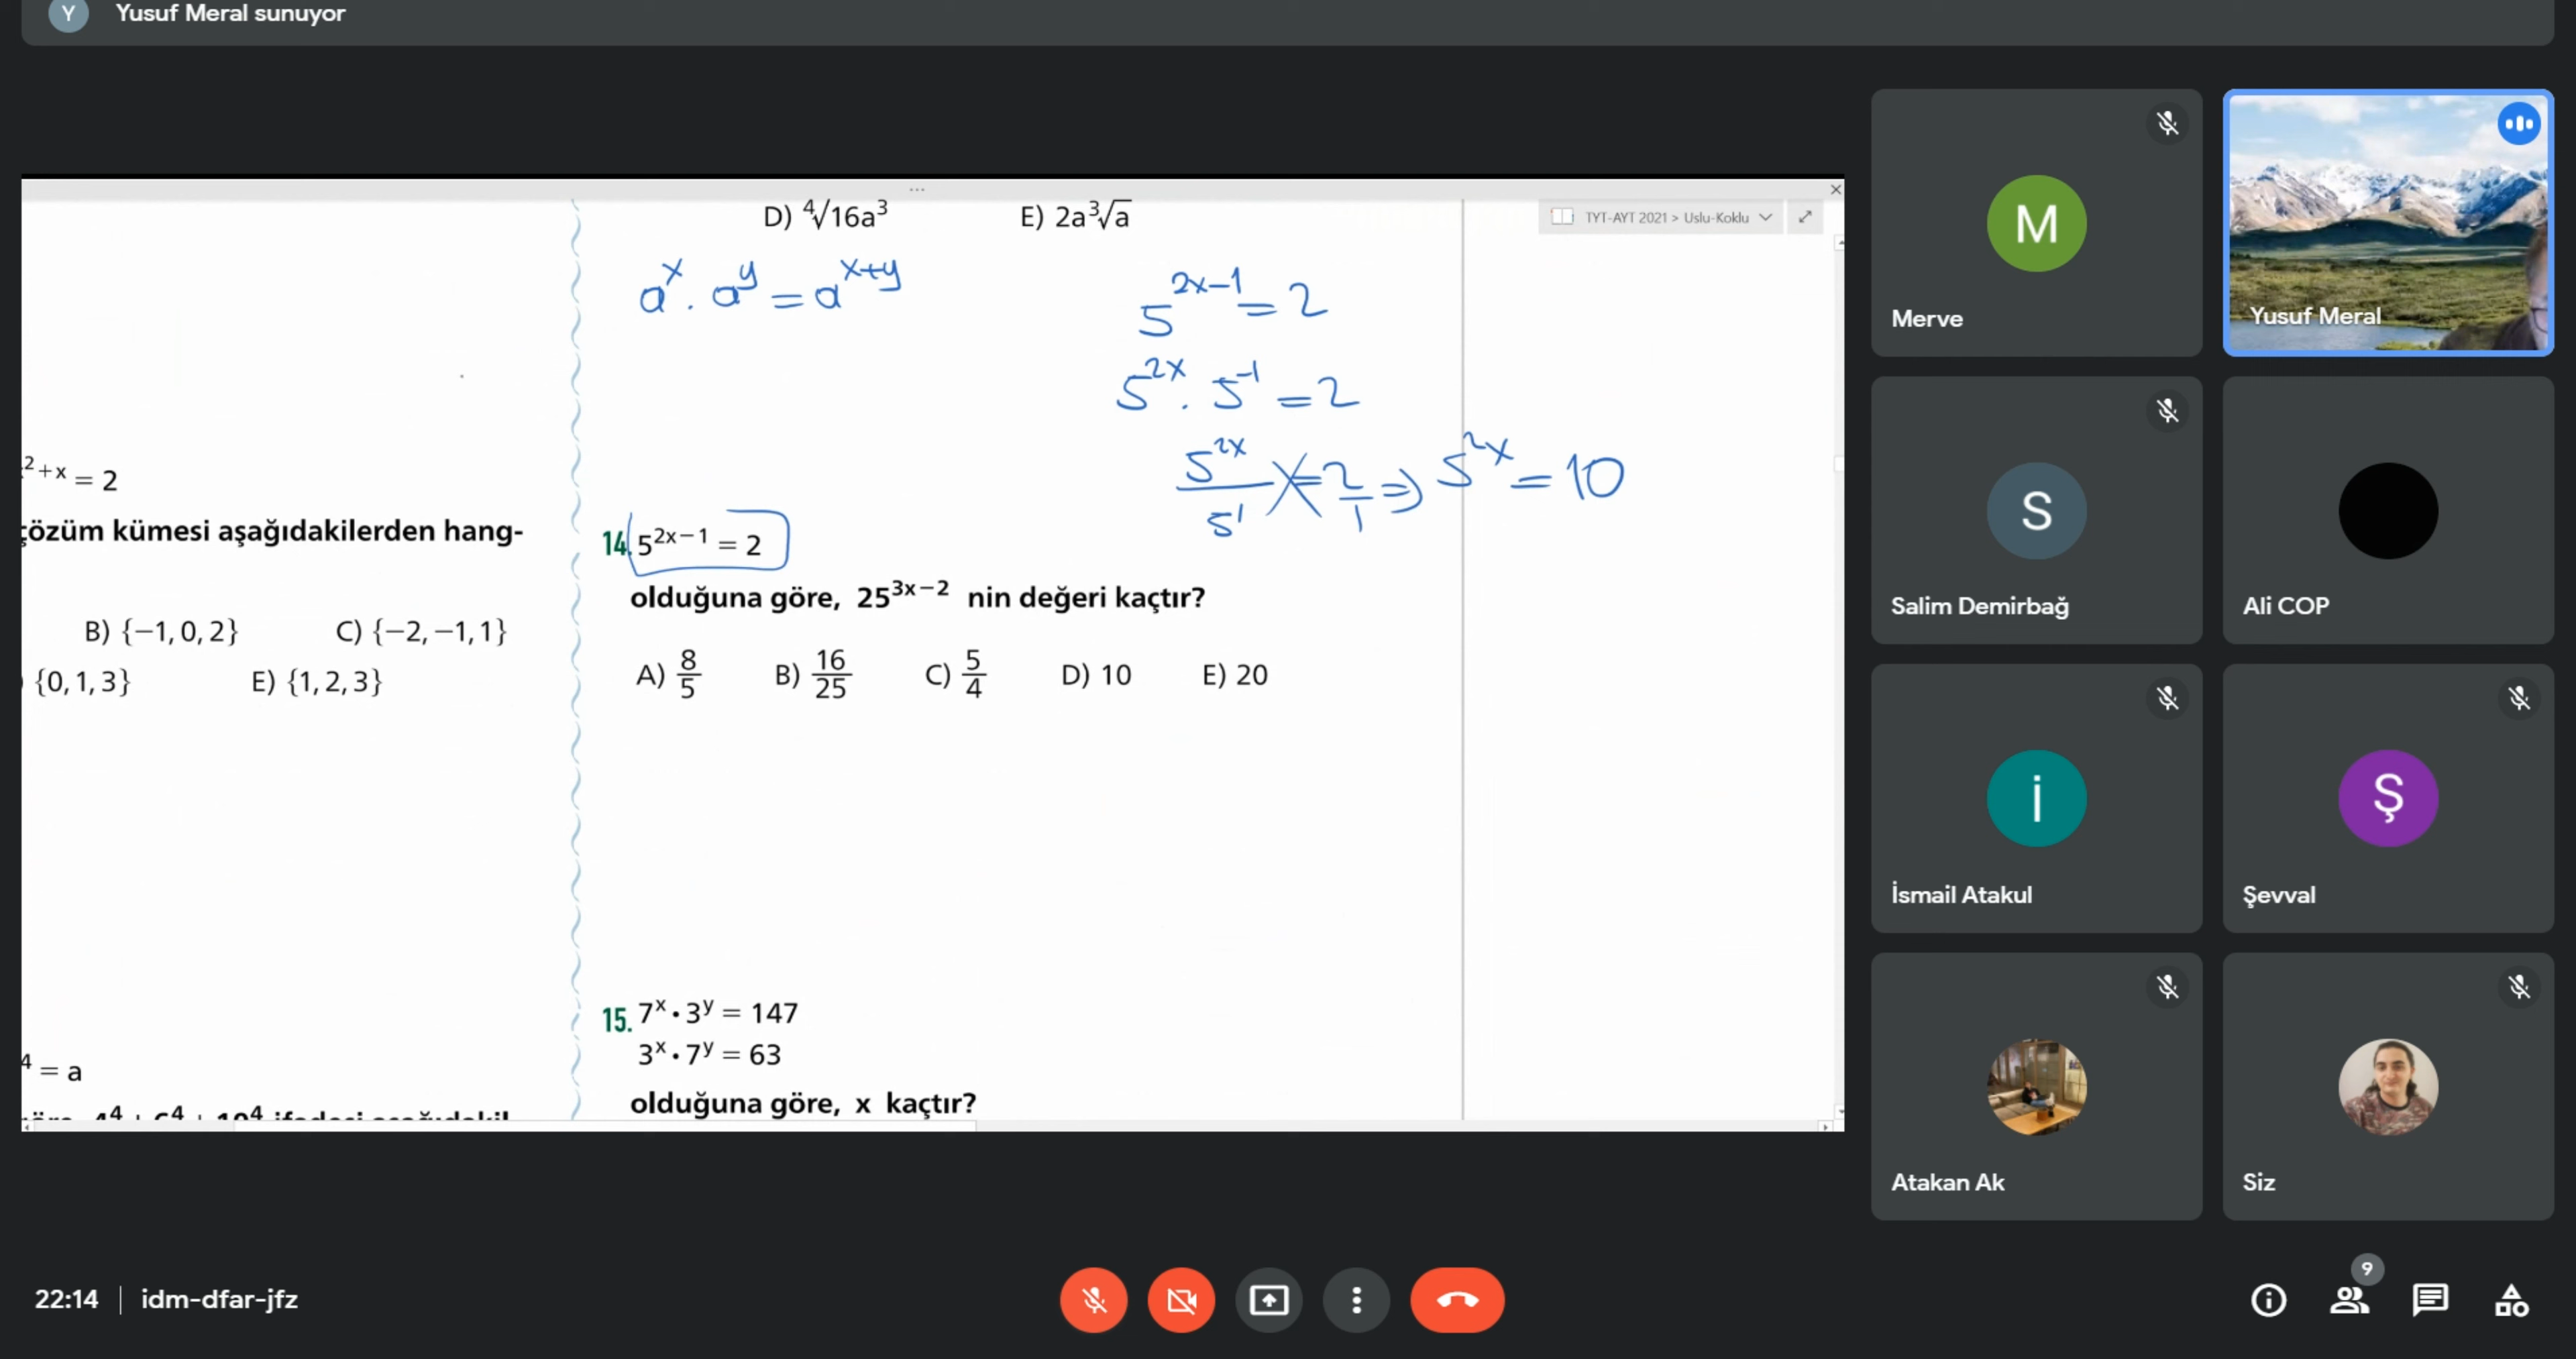 Y Yusuf Meral sunuyor
TYT-AYT 2021 > Uslu-Koklu
²⁺ˣ = 2
çözüm kümesi aşağıdakilerden hang-
B) {−1, 0, 2} C) {−2, −1, 1}
) {0, 1, 3} E) {1, 2, 3}
⁴ = a
D) ⁴√16a³ E) 2a³√a
aˣ · aʸ = aˣ⁺ʸ
5²ˣ⁻¹ = 2
5²ˣ · 5⁻¹ = 2
5²ˣ/5¹ = 2/1 ⇒ 5²ˣ = 10
14. 5²ˣ⁻¹ = 2
olduğuna göre, 25³ˣ⁻² nin değeri kaçtır?
A) 8/5 B) 16/25 C) 5/4 D) 10 E) 20
15. 7ˣ · 3ʸ = 147
3ˣ · 7ʸ = 63
olduğuna göre, x kaçtır?
M
Merve
Yusuf Meral
S
Salim Demirbağ
Ali COP
İ
İsmail Atakul
Ş
Şevval
Atakan Ak
Siz
22:14 | idm-dfar-jfz
9